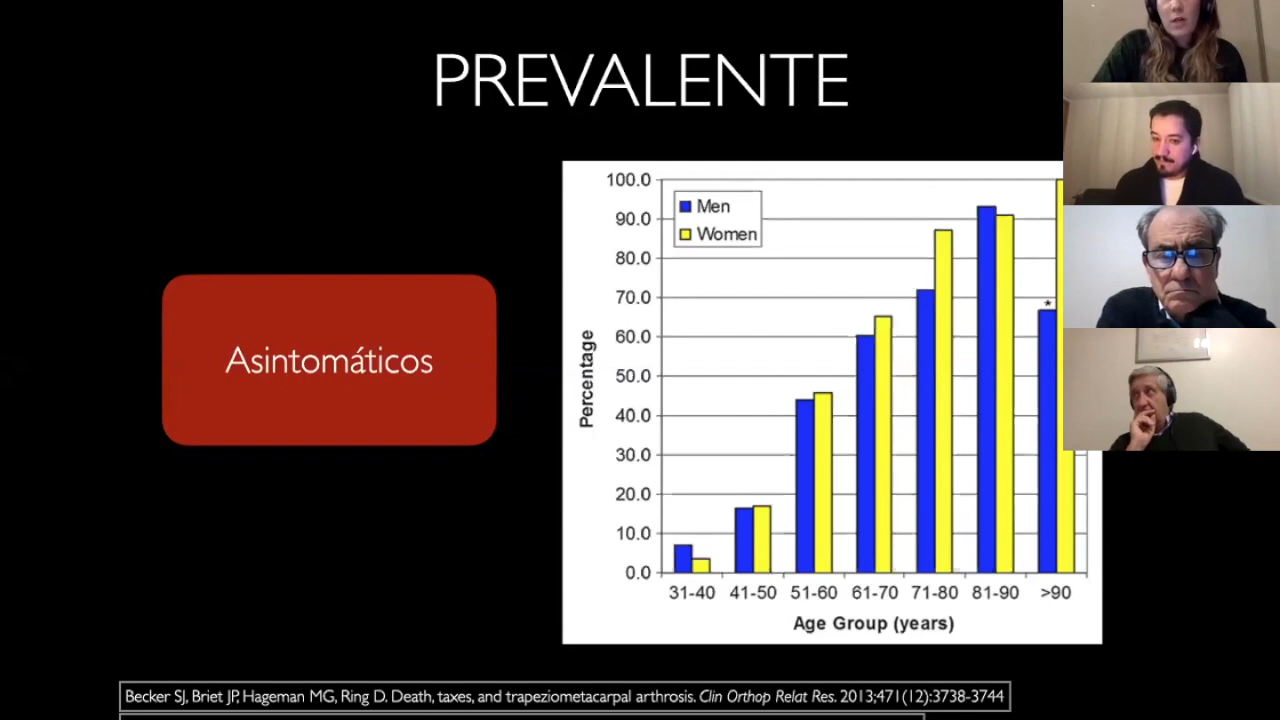 PREVALENTE
Asintomáticos
Men
Women
Percentage
100.0
90.0
80.0
70.0
60.0
50.0
40.0
30.0
20.0
10.0
0.0
*
31-40 41-50 51-60 61-70 71-80 81-90 >90
Age Group (years)
Becker SJ, Briet JP, Hageman MG, Ring D. Death, taxes, and trapeziometacarpal arthrosis. Clin Orthop Relat Res. 2013;471(12):3738-3744